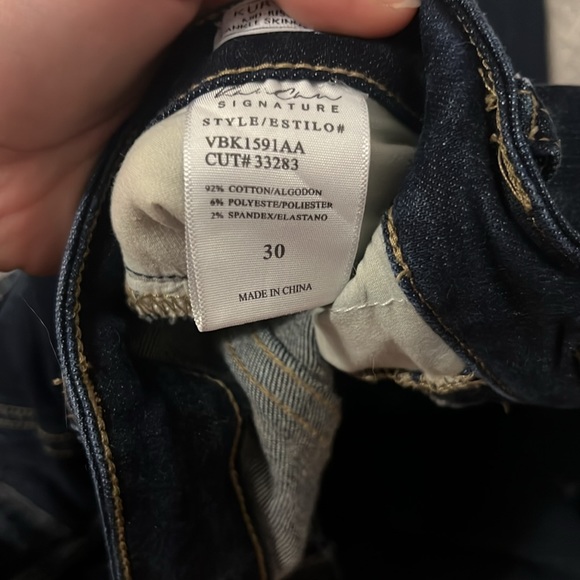 SIGNATURE
STYLE/ESTILO#
VBK1591AA
CUT# 33283
92% COTTON/ALGODON
6% POLYESTE/POLIESTER
2% SPANDEX/ELASTANO
30
MADE IN CHINA